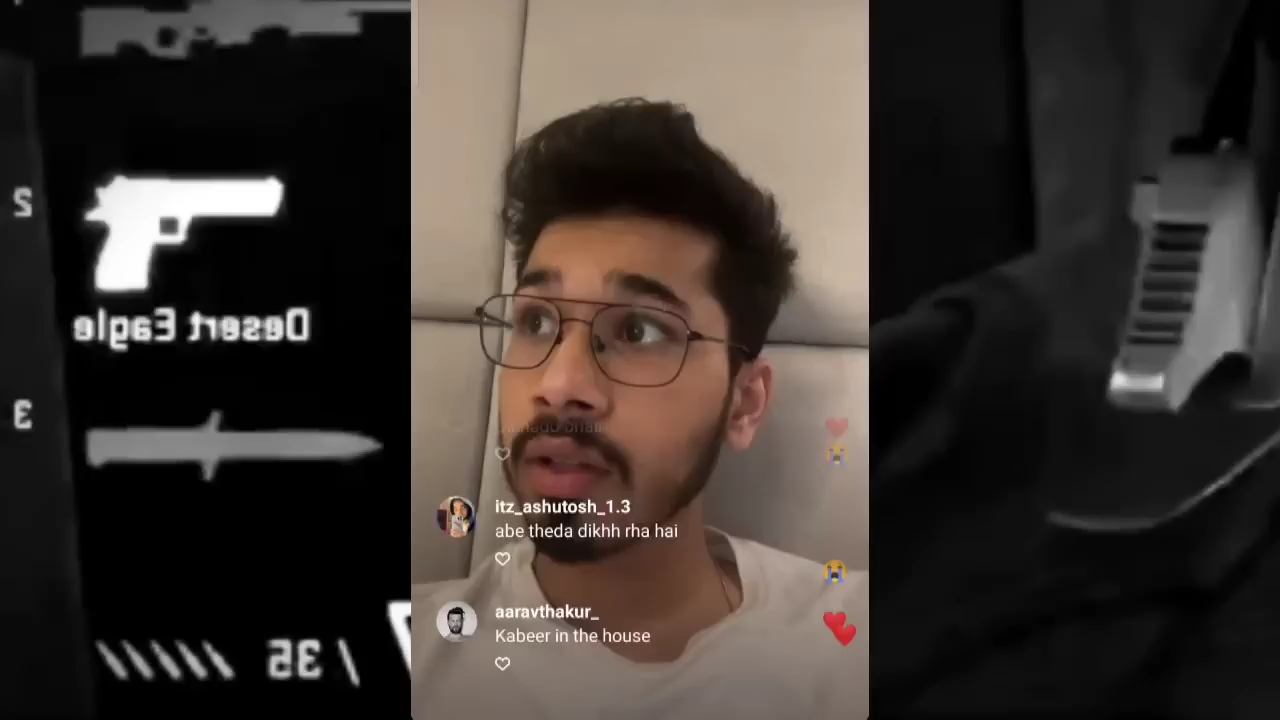 2
Desert Eagle
3
35 /
itz_ashutosh_1.3
abe theda dikhh rha hai
aaravthakur_
Kabeer in the house